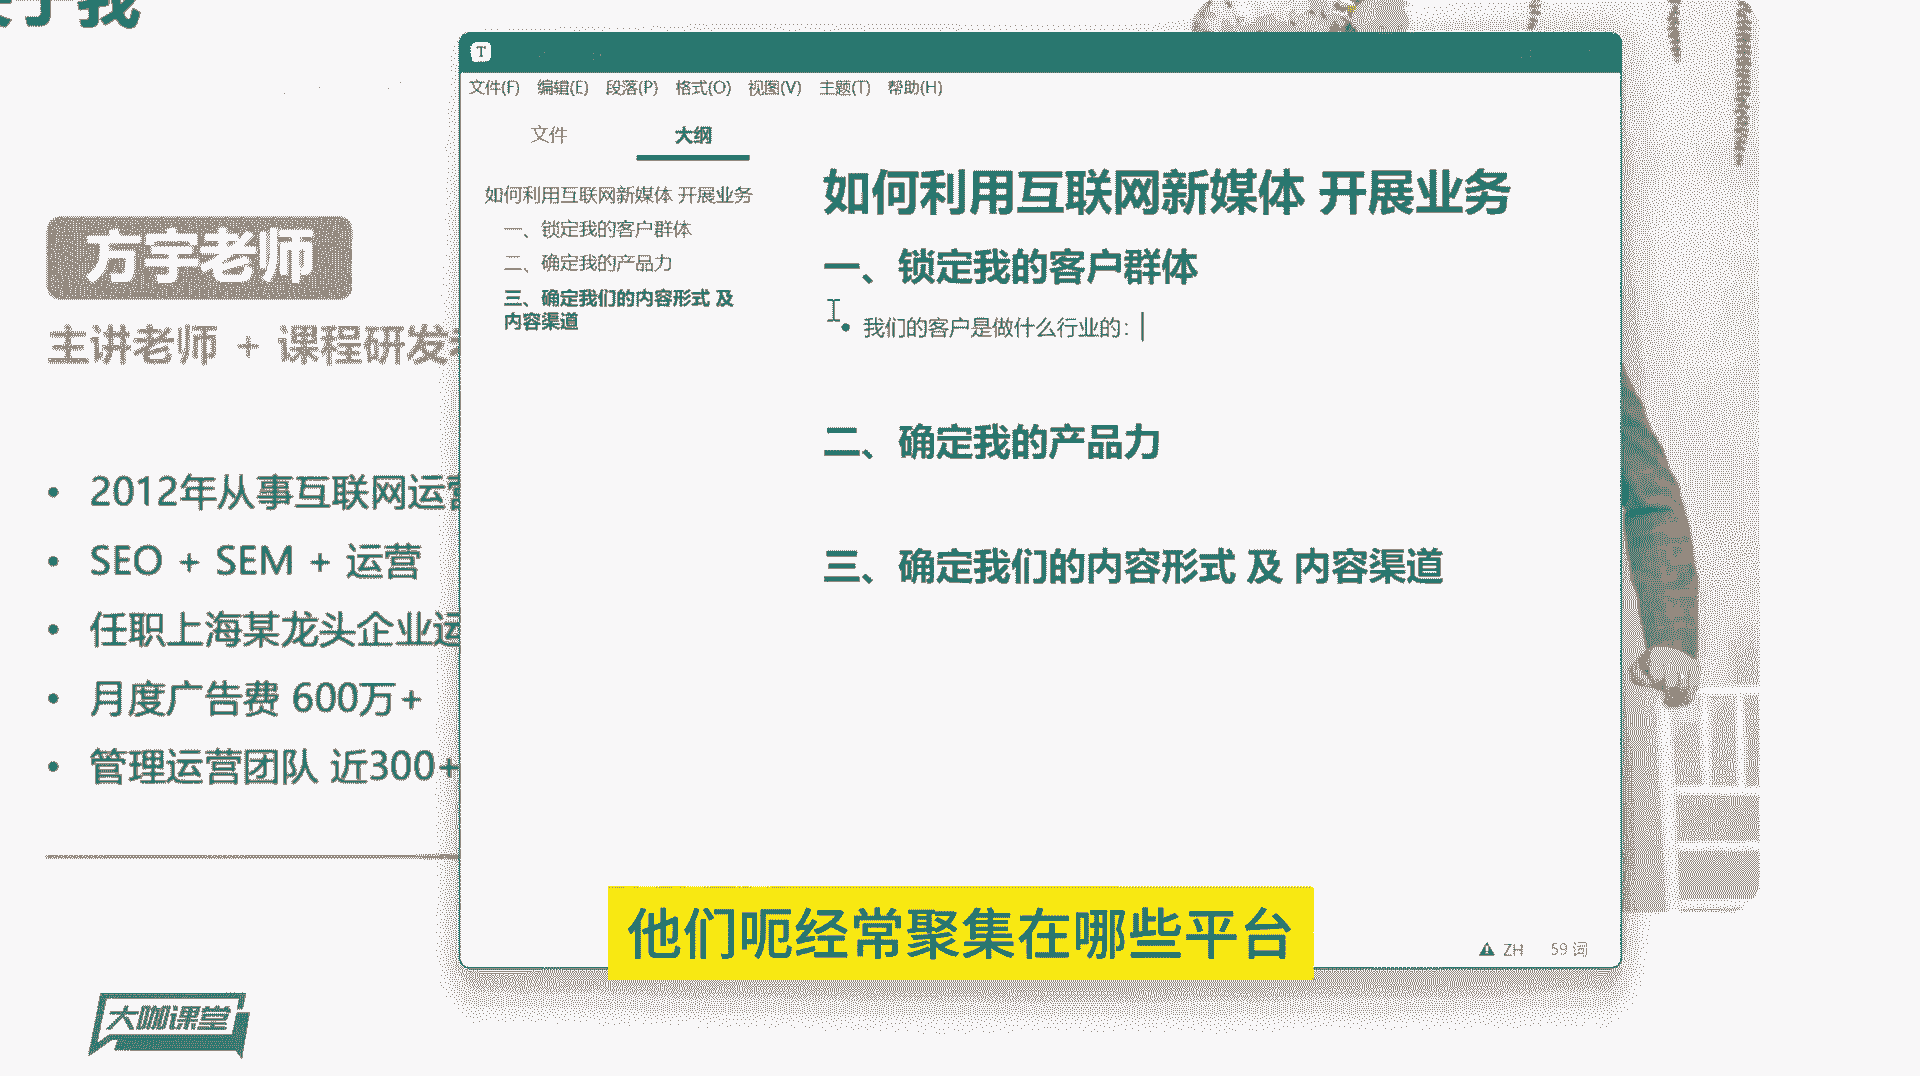 于我
方宇老师
主讲老师 + 课程研发
2012年从事互联网运营
SEO + SEM + 运营
任职上海某龙头企业运
月度广告费 600万+
管理运营团队 近300+
大咖课堂
T
文件(F) 编辑(E) 段落(P) 格式(O) 视图(V) 主题(T) 帮助(H)
文件 大纲
如何利用互联网新媒体 开展业务
一、锁定我的客户群体
二、确定我的产品力
三、确定我们的内容形式 及
内容渠道
如何利用互联网新媒体 开展业务
一、锁定我的客户群体
我们的客户是做什么行业的：
二、确定我的产品力
三、确定我们的内容形式 及 内容渠道
ZH 59 词
他们呃经常聚集在哪些平台